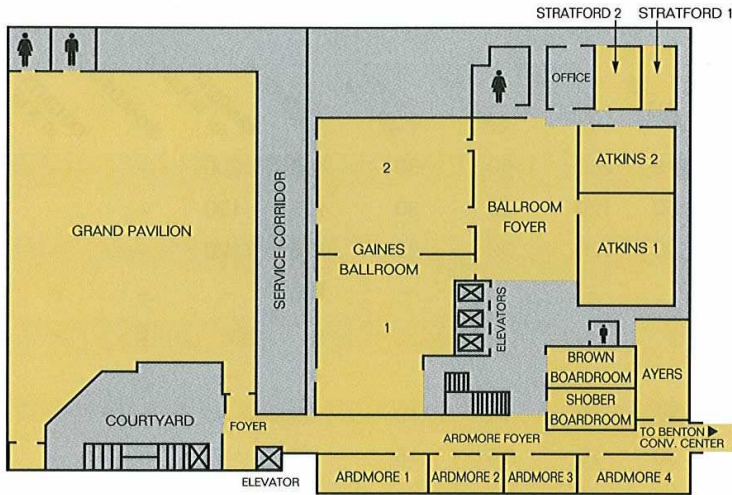 STRATFORD 2 STRATFORD 1
OFFICE
ATKINS 2
2
BALLROOM
FOYER
GRAND PAVILION
SERVICE CORRIDOR
GAINES
BALLROOM
ATKINS 1
1
ELEVATORS
BROWN
BOARDROOM
AYERS
SHOBER
BOARDROOM
COURTYARD
FOYER
ARDMORE FOYER
TO BENTON
CONV. CENTER
ELEVATOR
ARDMORE 1 ARDMORE 2 ARDMORE 3 ARDMORE 4